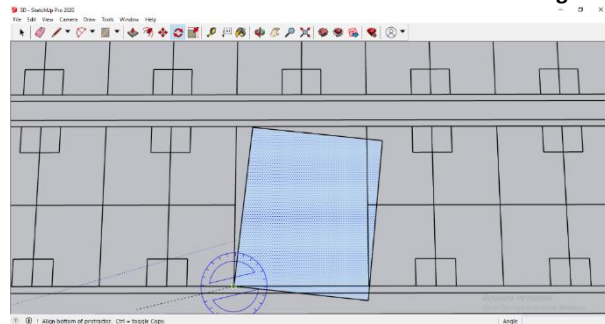 3D - SketchUp Pro 2020
File Edit View Camera Draw Tools Window Help
Activate Windows
Align bottom of protractor. Ctrl = toggle Copy.
Angle